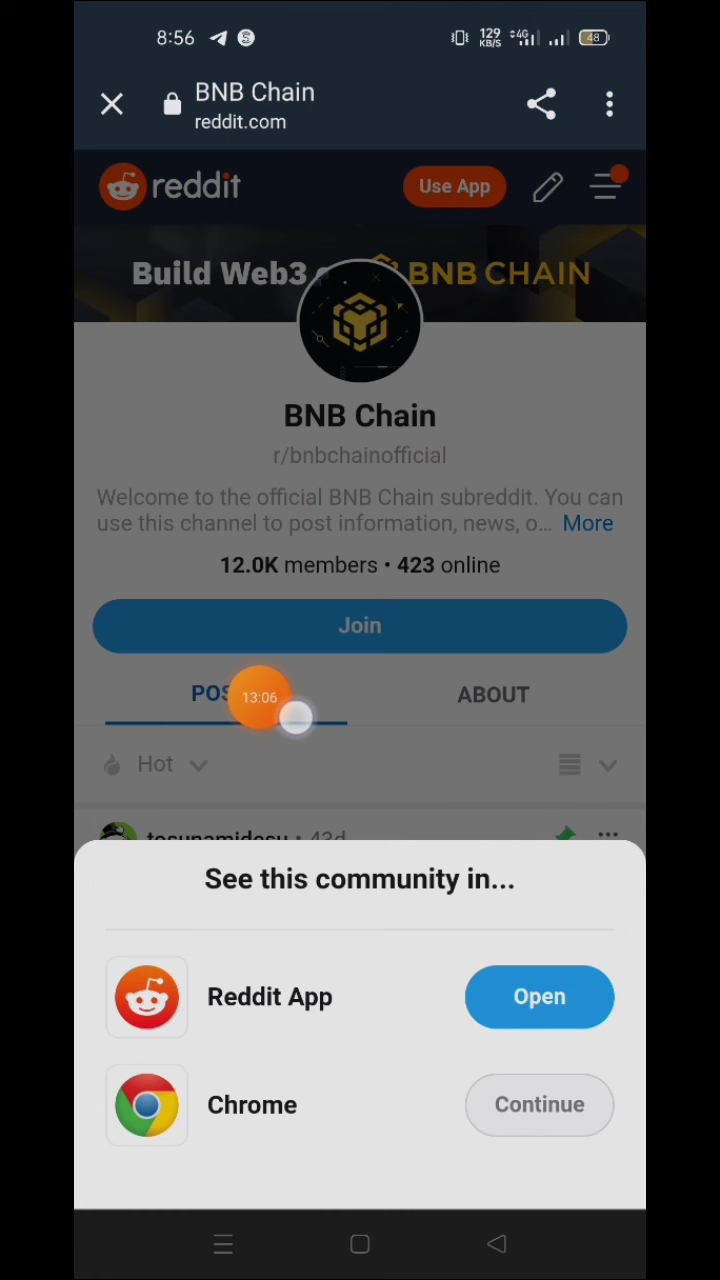 8:56
129
KB/S
4G
48
BNB Chain
reddit.com
reddit
Use App
Build Web3
BNB CHAIN
BNB Chain
r/bnbchainofficial
Welcome to the official BNB Chain subreddit. You can
use this channel to post information, news, o... More
12.0K members • 423 online
Join
13:06
ABOUT
Hot
tosunamidesu • 43d
See this community in...
Reddit App
Open
Chrome
Continue